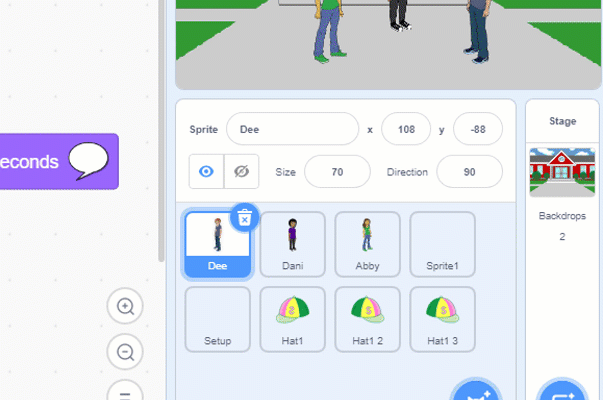 econds
Sprite Dee x 108 y -88
Size 70 Direction 90
Stage
Backdrops
2
Dee Dani Abby Sprite1
Setup Hat1 Hat1 2 Hat1 3